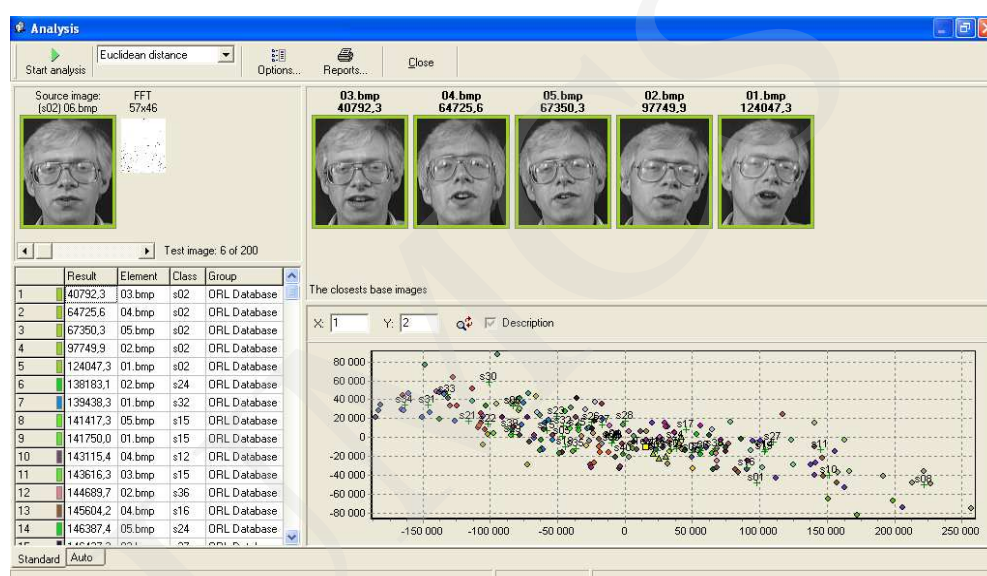 Analysis
Start analysis
Euclidean distance
Options...
Reports...
Close
Source image:
(s02) 06.bmp
FFT
57x46
Test image: 6 of 200
03.bmp 04.bmp 05.bmp 02.bmp 01.bmp
40792,3 64725,6 67350,3 97749,9 124047,3
The closests base images
Result Element Class Group
1 40792,3 03.bmp s02 ORL Database
2 64725,6 04.bmp s02 ORL Database
3 67350,3 05.bmp s02 ORL Database
4 97749,9 02.bmp s02 ORL Database
5 124047,3 01.bmp s02 ORL Database
6 138183,1 02.bmp s24 ORL Database
7 139438,3 01.bmp s32 ORL Database
8 141417,3 05.bmp s15 ORL Database
9 141750,0 01.bmp s15 ORL Database
10 143115,4 04.bmp s12 ORL Database
11 143616,3 03.bmp s15 ORL Database
12 144689,7 02.bmp s36 ORL Database
13 145604,2 04.bmp s16 ORL Database
14 146387,4 05.bmp s24 ORL Database
X: 1 Y: 2 Description
80 000
60 000
40 000
20 000
0
-20 000
-40 000
-60 000
-80 000
s30
s33
s31
s21
s28
s17
s27
s11
s10
s01
s08
-150 000 -100 000 -50 000 0 50 000 100 000 150 000 200 000 250 000
Standard Auto